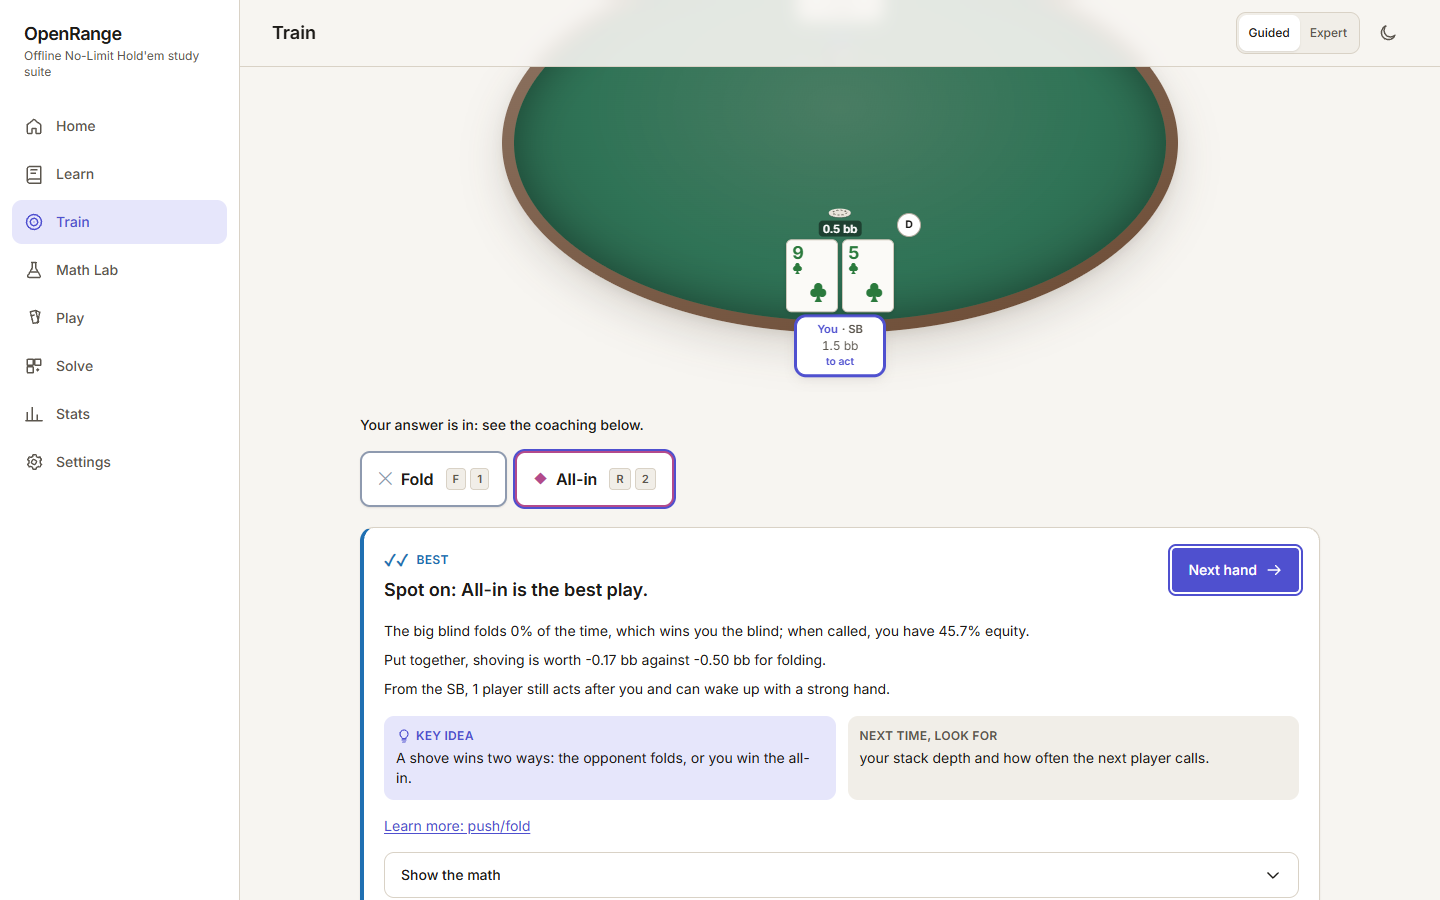 OpenRange
Offline No-Limit Hold'em study
suite
Home
Learn
Train
Math Lab
Play
Solve
Stats
Settings
Train
Guided
Expert
0.5 bb
D
9
5
You · SB
1.5 bb
to act
Your answer is in: see the coaching below.
Fold F 1
All-in R 2
BEST
Spot on: All-in is the best play.
Next hand
The big blind folds 0% of the time, which wins you the blind; when called, you have 45.7% equity.
Put together, shoving is worth -0.17 bb against -0.50 bb for folding.
From the SB, 1 player still acts after you and can wake up with a strong hand.
KEY IDEA
A shove wins two ways: the opponent folds, or you win the all-
in.
NEXT TIME, LOOK FOR
your stack depth and how often the next player calls.
Learn more: push/fold
Show the math